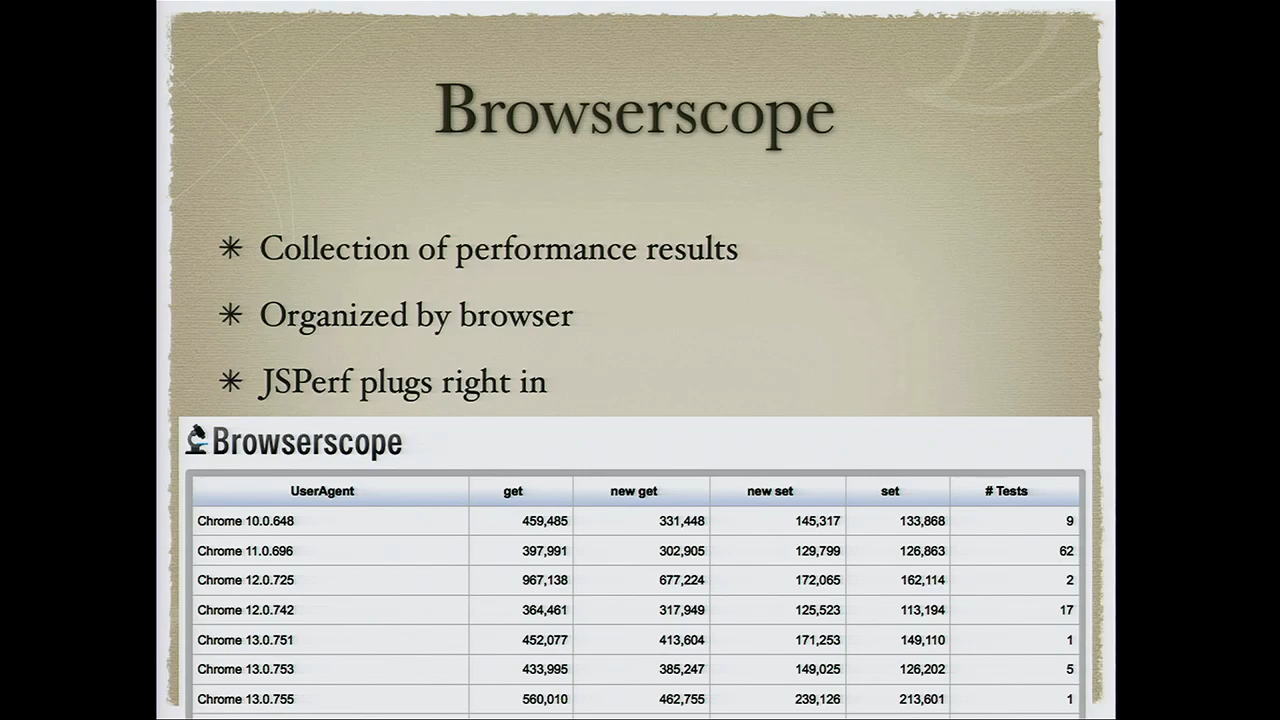 Browserscope
✳ Collection of performance results
✳ Organized by browser
✳ JSPerf plugs right in
Browserscope
UserAgent get new get new set set # Tests
Chrome 10.0.648 459,485 331,448 145,317 133,868 9
Chrome 11.0.696 397,991 302,905 129,799 126,863 62
Chrome 12.0.725 967,138 677,224 172,065 162,114 2
Chrome 12.0.742 364,461 317,949 125,523 113,194 17
Chrome 13.0.751 452,077 413,604 171,253 149,110 1
Chrome 13.0.753 433,995 385,247 149,025 126,202 5
Chrome 13.0.755 560,010 462,755 239,126 213,601 1